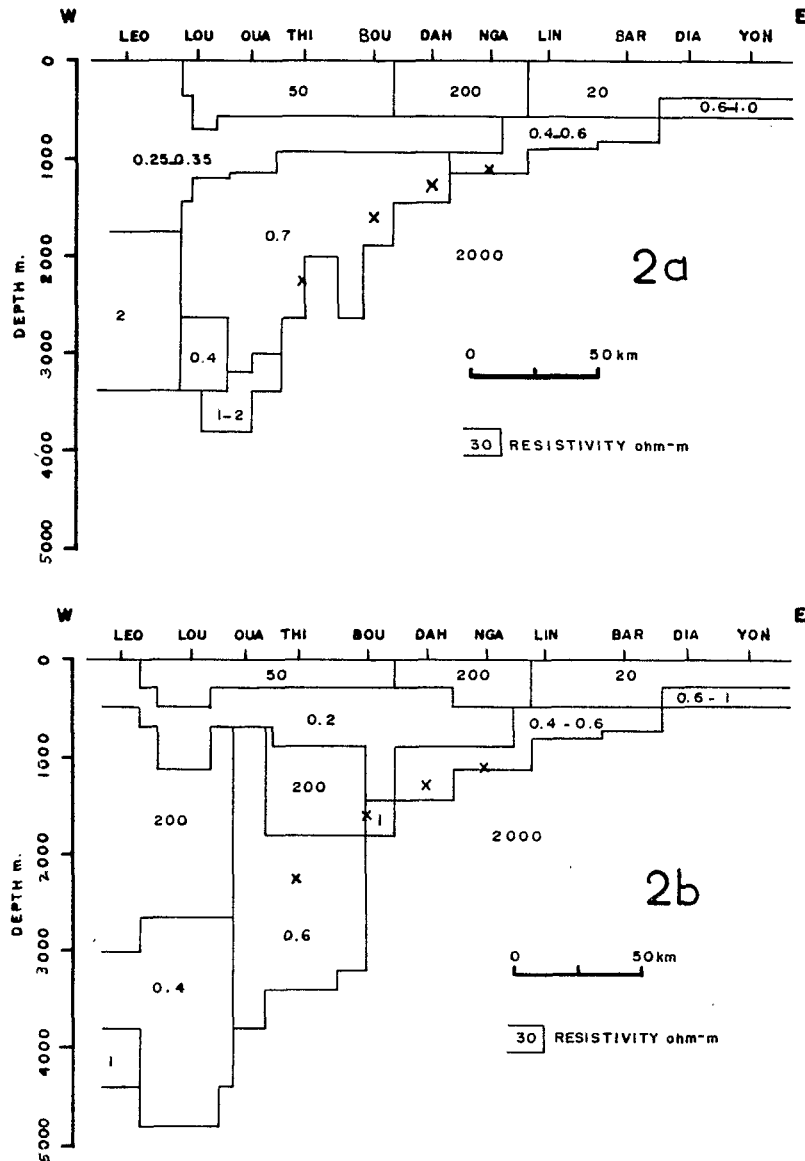 W E
LEO LOU OUA THI BOU DAH NGA LIN BAR DIA YON
0
50 200 20
0.6-1.0
0.4-0.6
1000
0.25-0.35
X
X
X
0.7
2000
2000
2a
X
2
0 50 km
3000
0.4
1-2
30 RESISTIVITY ohm-m
4000
5000
DEPTH m.
W E
LEO LOU OUA THI BOU DAH NGA LIN BAR DIA YON
0
50 200 20
0.6-1
0.2
0.4-0.6
1000
X
200
X
200
X
1
2000
2000
X
2b
0.6
3000
0 50 km
0.4
30 RESISTIVITY ohm-m
4000
1
5000
DEPTH m.